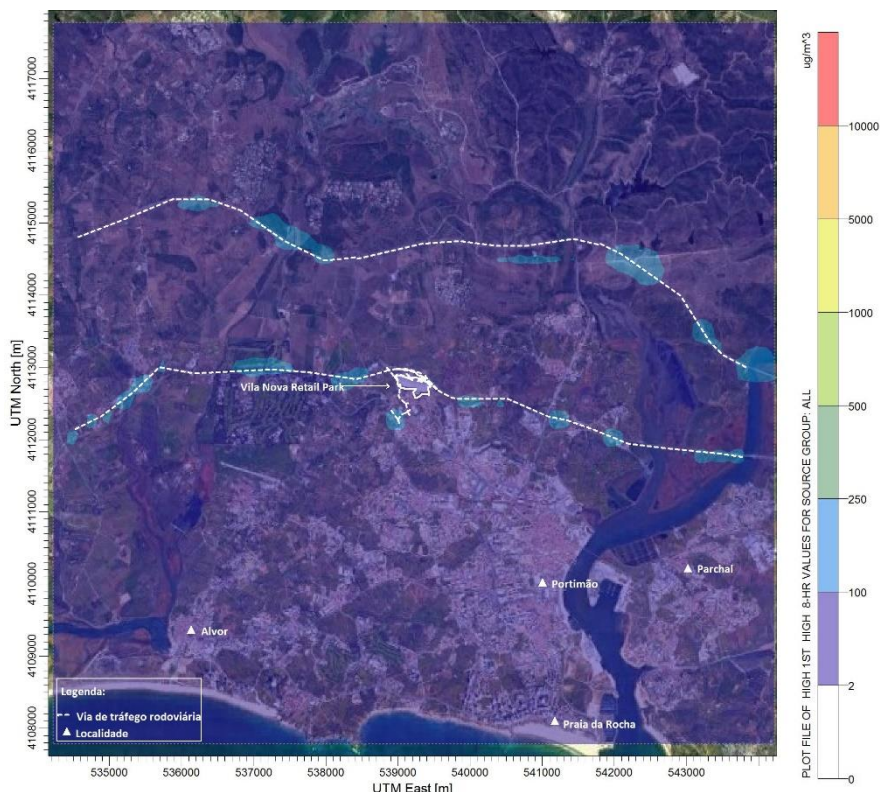 ug/m^3
4117000
4116000
4115000
4114000
4113000
4112000
4111000
4110000
4109000
4108000
UTM North [m]
Vila Nova Retail Park
Portimão
Parchal
Alvor
Praia da Rocha
Legenda:
Via de tráfego rodoviária
Localidade
535000 536000 537000 538000 539000 540000 541000 542000 543000
UTM East [m]
10000
5000
1000
500
250
100
2
0
PLOT FILE OF HIGH 1ST HIGH 8-HR VALUES FOR SOURCE GROUP: ALL